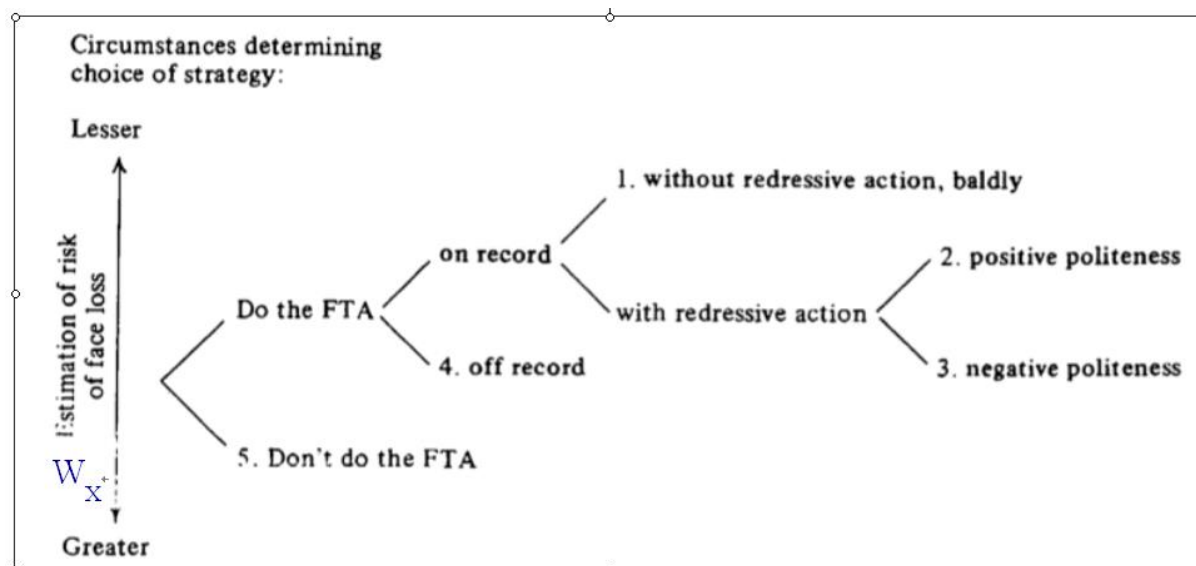 Circumstances determining
choice of strategy:
Lesser
1. without redressive action, baldly
on record
2. positive politeness
Estimation of risk
of face loss
Do the FTA
with redressive action
4. off record
3. negative politeness
5. Don't do the FTA
Wx
Greater